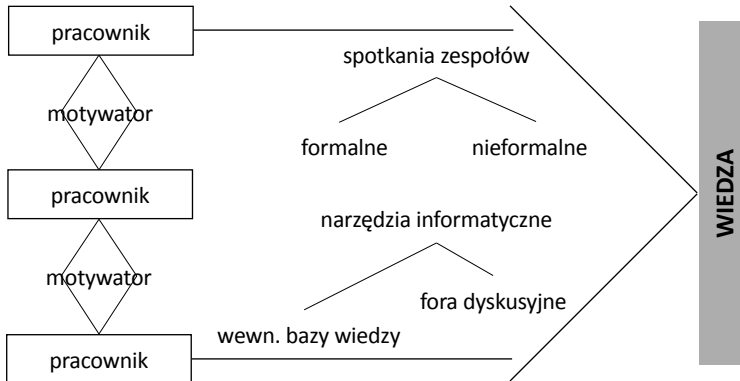 pracownik
spotkania zespołów
motywator
formalne
nieformalne
pracownik
WIEDZA
narzędzia informatyczne
motywator
fora dyskusyjne
wewn. bazy wiedzy
pracownik